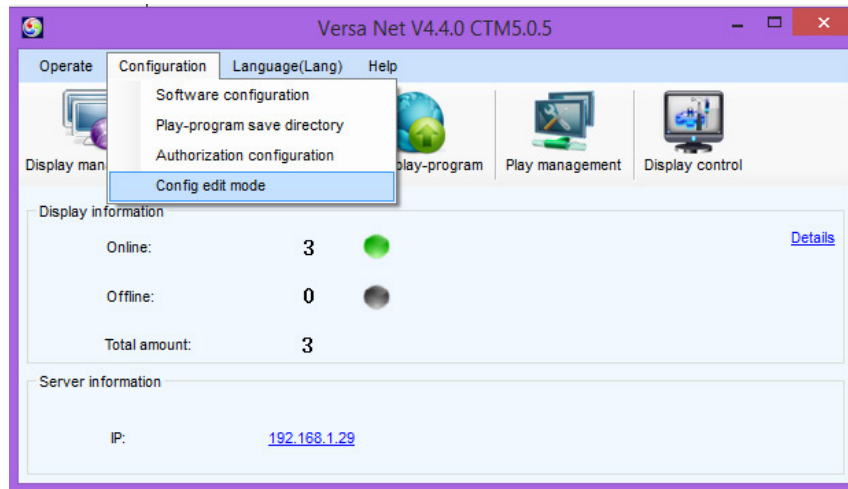 Versa Net V4.4.0 CTM5.0.5
Operate Configuration Language(Lang) Help
Software configuration
Play-program save directory
Authorization configuration
Config edit mode
Display man play-program Play management Display control
Display information
Online: 3 Details
Offline: 0
Total amount: 3
Server information
IP: 192.168.1.29